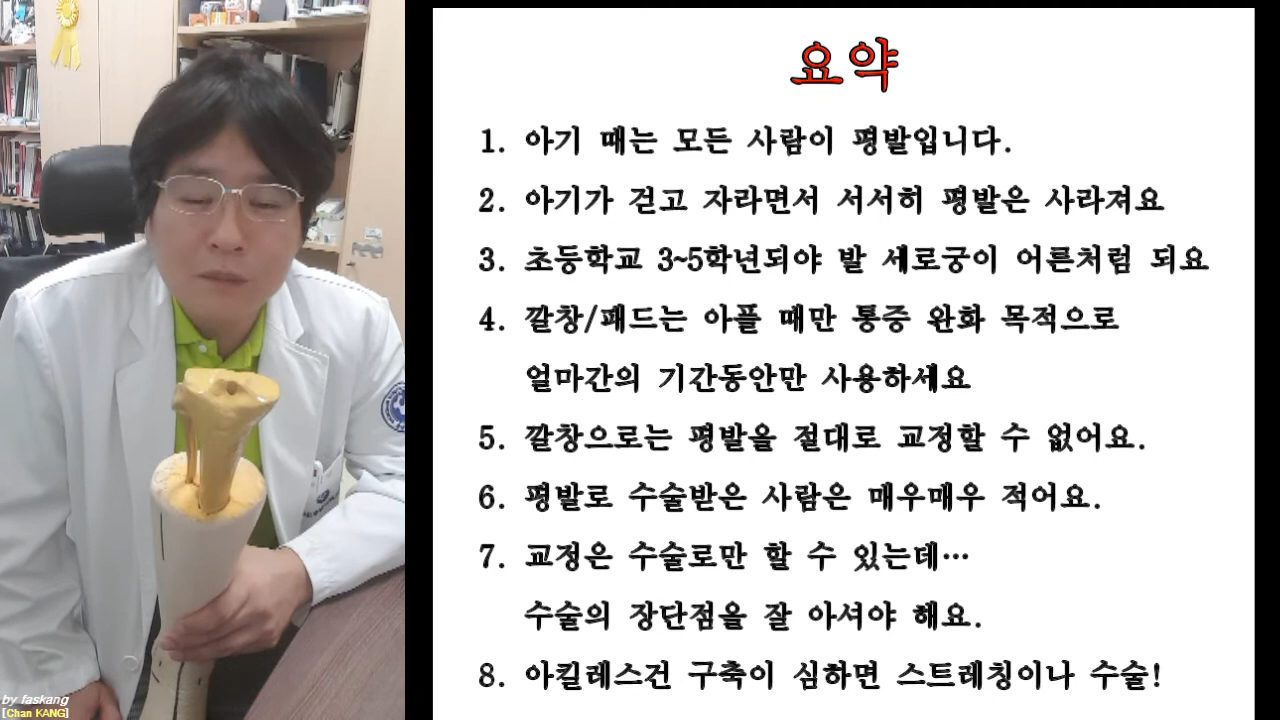 요약
1. 아기 때는 모든 사람이 평발입니다.
2. 아기가 걷고 자라면서 서서히 평발은 사라져요
3. 초등학교 3~5학년되야 발 세로궁이 어른처럼 되요
4. 깔창/패드는 아플 때만 통증 완화 목적으로
얼마간의 기간동안만 사용하세요
5. 깔창으로는 평발을 절대로 교정할 수 없어요.
6. 평발로 수술받은 사람은 매우매우 적어요.
7. 교정은 수술로만 할 수 있는데…
수술의 장단점을 잘 아셔야 해요.
8. 아킬레스건 구축이 심하면 스트레칭이나 수술!
by faskang
[Chan KANG]